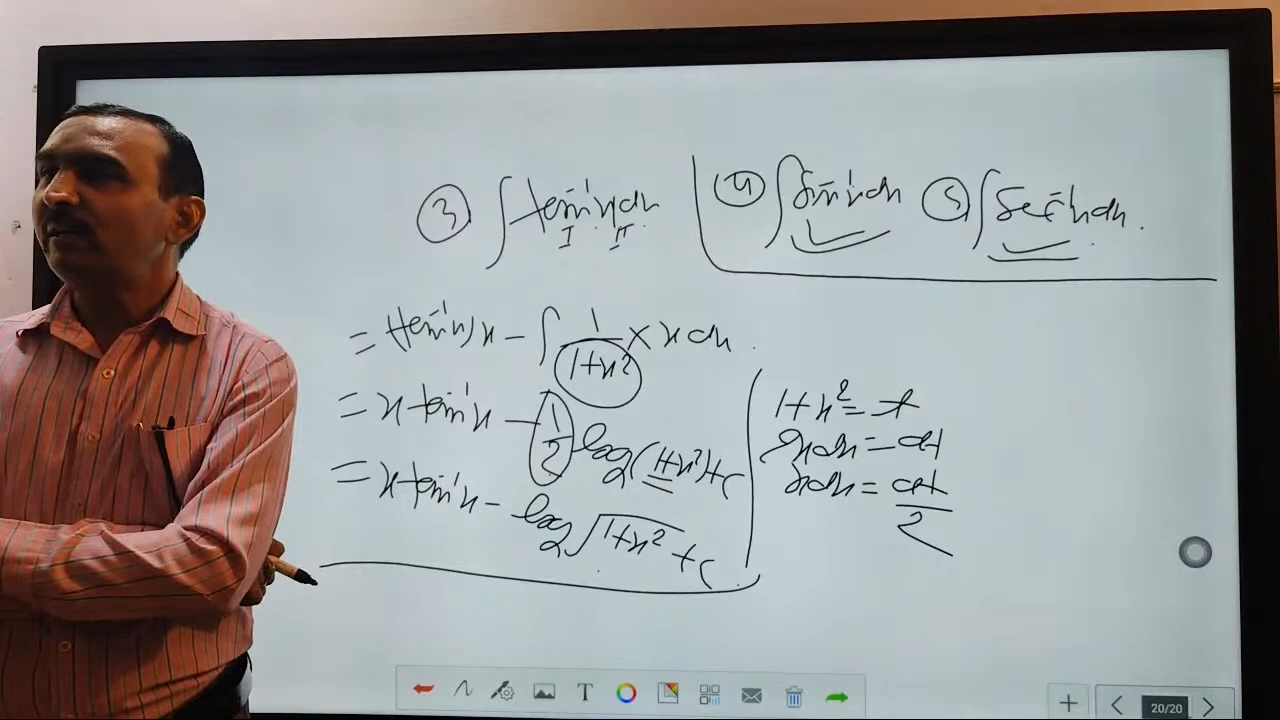 ③ ∫tan⁻¹x dx
I II
④ ∫sin⁻¹x dx ⑤ ∫sec⁻¹x dx.
= (tan⁻¹x)x - ∫ 1/(1+x²) × x dx.
= x tan⁻¹x - 1/2 log(1+x²)+c
= x tan⁻¹x - log√(1+x²) + c
1+x² = t
2x dx = dt
x dx = dt/2
T
20/20